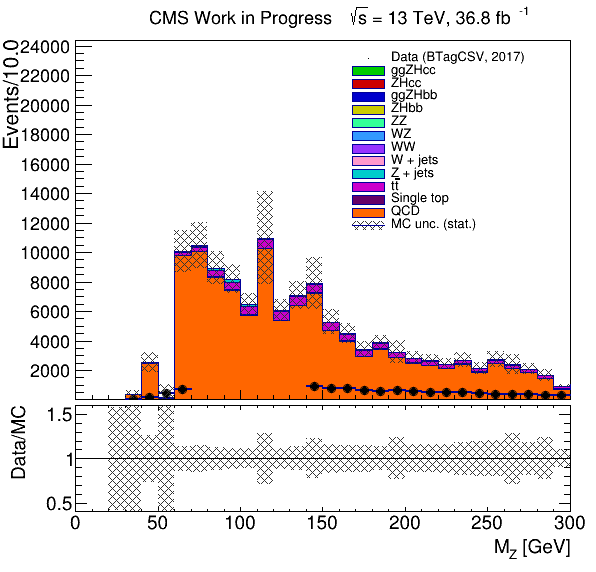 CMS Work in Progress √s = 13 TeV, 36.8 fb⁻¹
Events/10.0
24000
22000
20000
18000
16000
14000
12000
10000
8000
6000
4000
2000
Data (BTagCSV, 2017)
ggZHcc
ZHcc
ggZHbb
ZHbb
ZZ
WZ
WW
W + jets
Z + jets
tt̅
Single top
QCD
MC unc. (stat.)
Data/MC
1.5
1
0.5
0 50 100 150 200 250 300
M_Z [GeV]